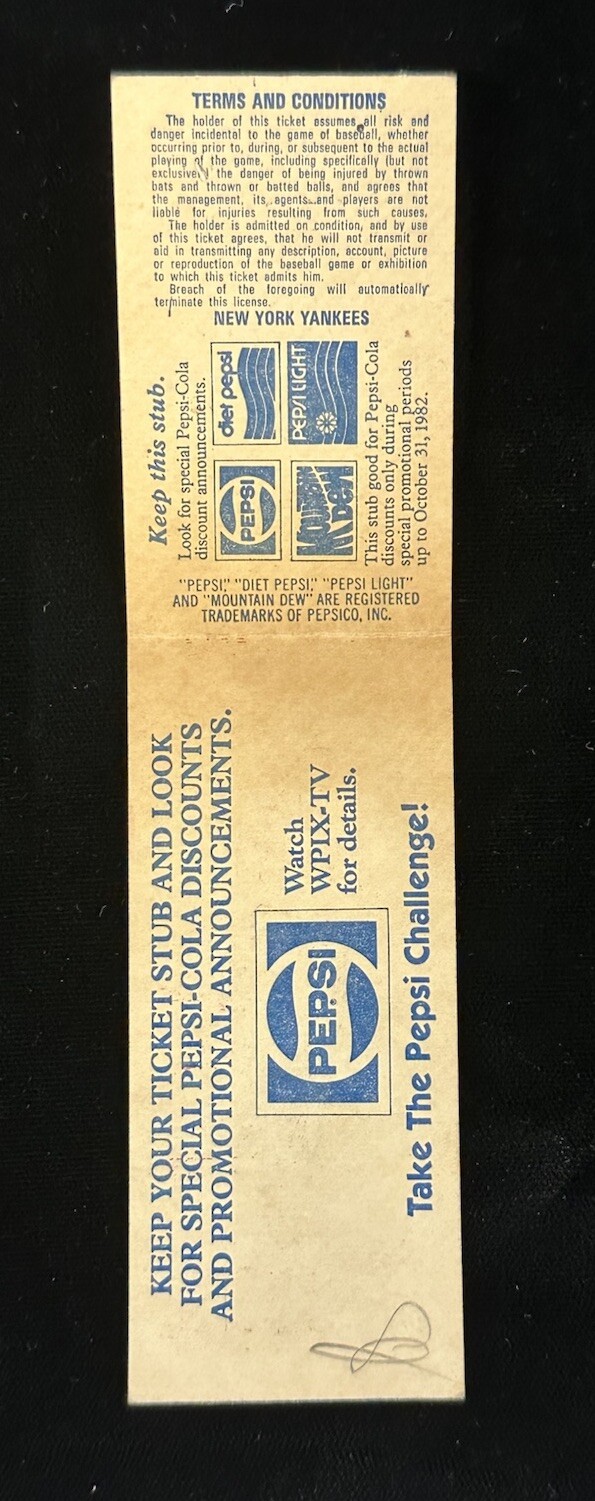 TERMS AND CONDITIONS
The holder of this ticket assumes all risk and
danger incidental to the game of baseball, whether
occurring prior to, during, or subsequent to the actual
playing of the game, including specifically (but not
exclusively) the danger of being injured by thrown
bats and thrown or batted balls, and agrees that
the management, its agents and players are not
liable for injuries resulting from such causes.
The holder is admitted on condition, and by use
of this ticket agrees, that he will not transmit or
aid in transmitting any description, account, picture
or reproduction of the baseball game or exhibition
to which this ticket admits him.
Breach of the foregoing will automatically
terminate this license.
NEW YORK YANKEES
Keep this stub.
Look for special Pepsi-Cola
discount announcements.
PEPSI
diet pepsi
MOUNTAIN
DEW
PEPSI LIGHT
This stub good for Pepsi-Cola
discounts only during
special promotional periods
up to October 31, 1982.
"PEPSI," "DIET PEPSI," "PEPSI LIGHT"
AND "MOUNTAIN DEW" ARE REGISTERED
TRADEMARKS OF PEPSICO, INC.
KEEP YOUR TICKET STUB AND LOOK
FOR SPECIAL PEPSI-COLA DISCOUNTS
AND PROMOTIONAL ANNOUNCEMENTS.
PEPSI
Watch
WPIX-TV
for details.
Take The Pepsi Challenge!